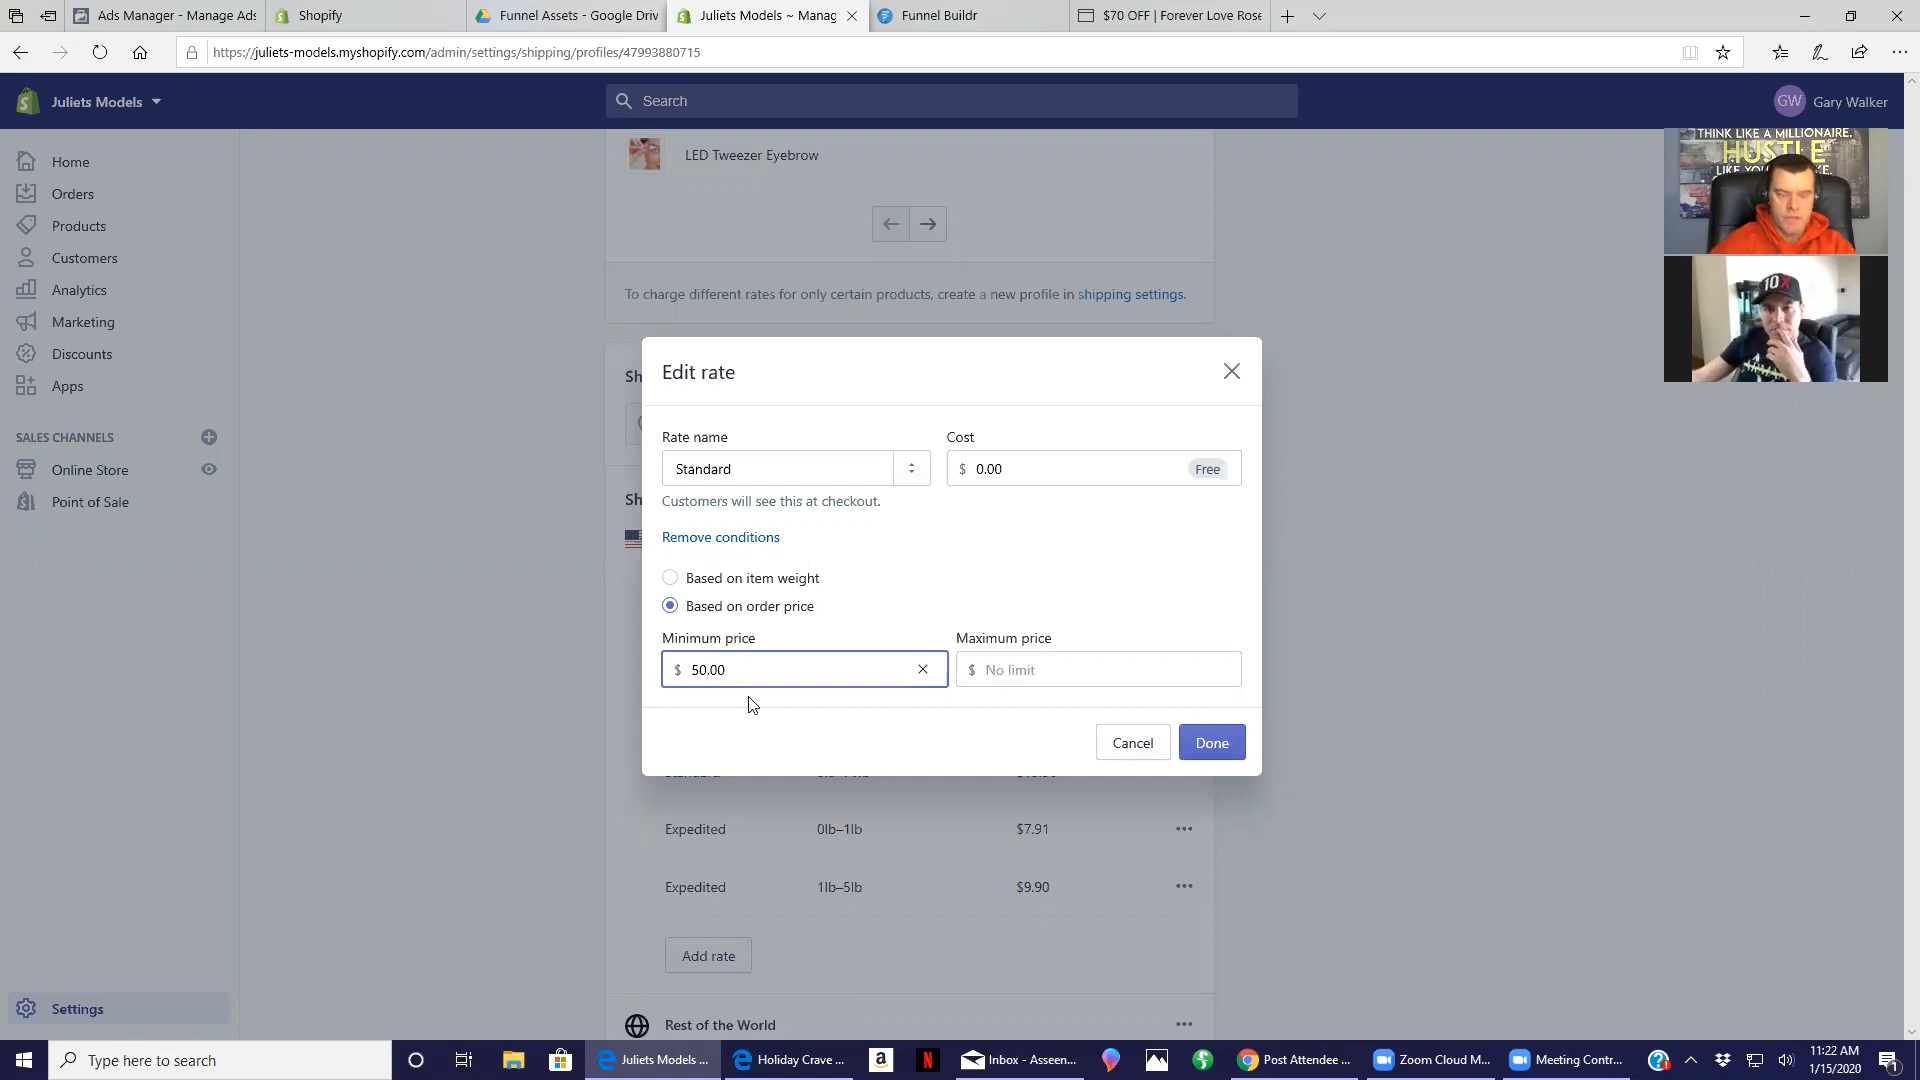 Ads Manager - Manage Ads
Shopify
Funnel Assets - Google Driv
Juliets Models ~ Manag
Funnel Buildr
$70 OFF | Forever Love Rose
https://juliets-models.myshopify.com/admin/settings/shipping/profiles/47993880715
Juliets Models
Search
GW
Gary Walker
Home
Orders
Products
Customers
Analytics
Marketing
Discounts
Apps
SALES CHANNELS
Online Store
Point of Sale
Settings
LED Tweezer Eyebrow
To charge different rates for only certain products, create a new profile in shipping settings.
Sh
Sh
Edit rate
Rate name
Cost
Standard
$ 0.00
Free
Customers will see this at checkout.
Remove conditions
Based on item weight
Based on order price
Minimum price
Maximum price
$ 50.00
$ No limit
Cancel
Done
Expedited 0lb–1lb $7.91
Expedited 1lb–5lb $9.90
Add rate
Rest of the World
THINK LIKE A MILLIONAIRE,
HUSTLE
LIKE YOU
KE.
10X
Type here to search
Juliets Models ...
Holiday Crave ...
Inbox - Asseen...
Post Attendee ...
Zoom Cloud M...
Meeting Contr...
11:22 AM
1/15/2020
1